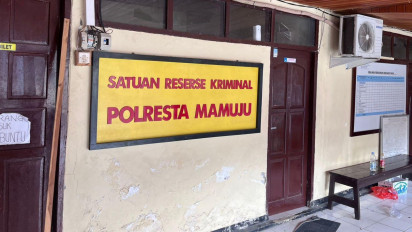 SATUAN RESERSE KRIMINAL
POLRESTA MAMUJU